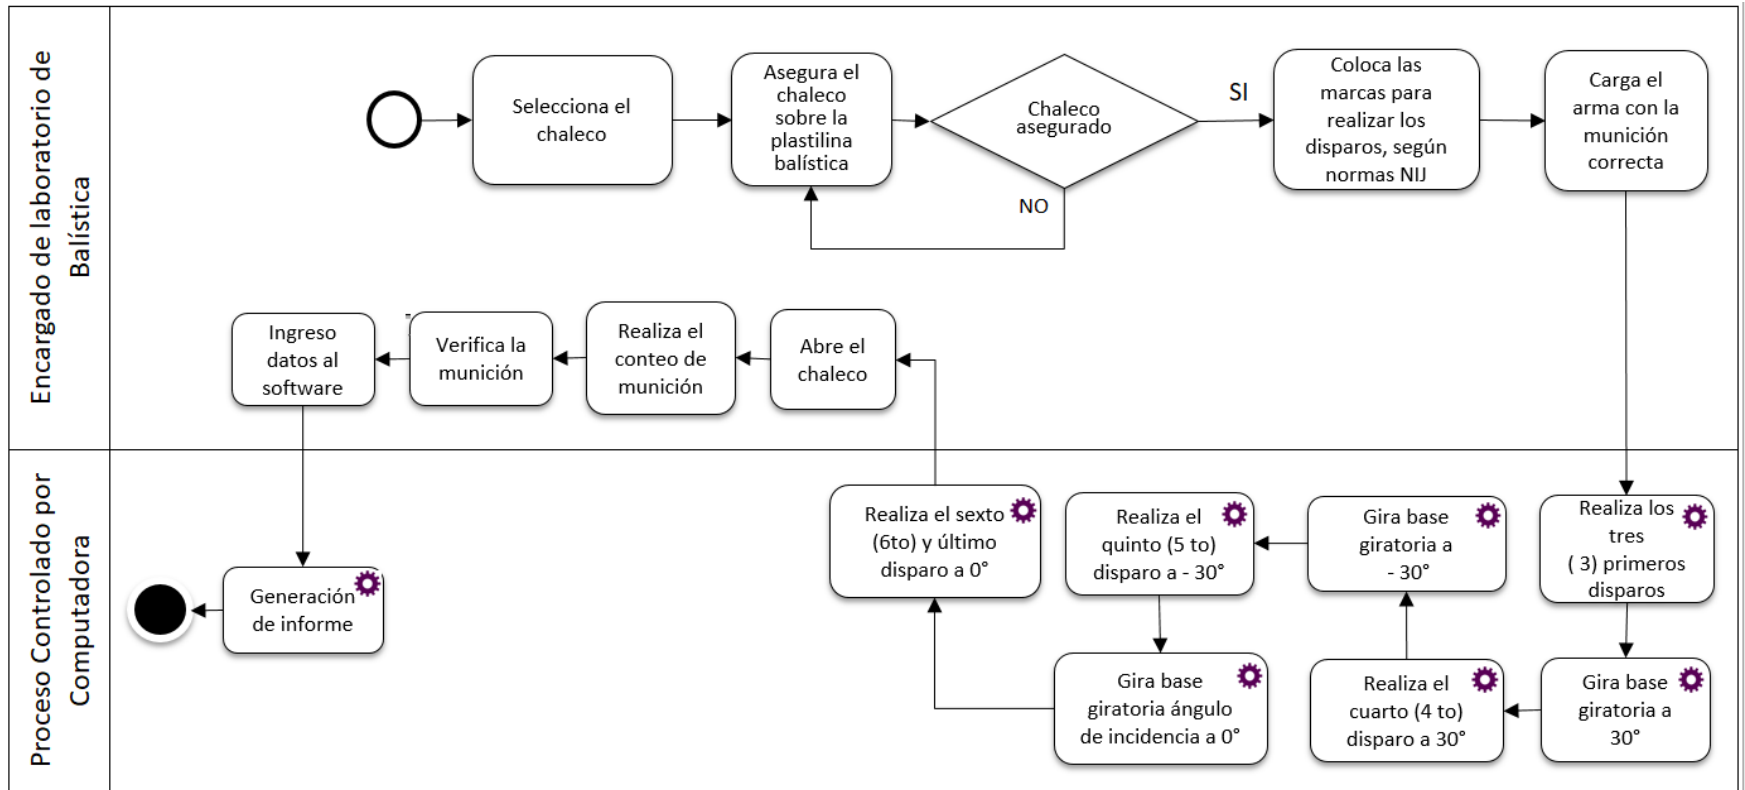 Encargado de laboratorio de
Balística
Selecciona el
chaleco
Asegura el
chaleco
sobre la
plastilina
balística
Chaleco
asegurado
SI
NO
Coloca las
marcas para
realizar los
disparos, según
normas NIJ
Carga el
arma con la
munición
correcta
Ingreso
datos al
software
Verifica la
munición
Realiza el
conteo de
munición
Abre el
chaleco
Proceso Controlado por
Computadora
Generación
de informe
Realiza el sexto
(6to) y último
disparo a 0°
Realiza el
quinto (5 to)
disparo a - 30°
Gira base
giratoria a
- 30°
Realiza los
tres
( 3) primeros
disparos
Gira base
giratoria ángulo
de incidencia a 0°
Realiza el
cuarto (4 to)
disparo a 30°
Gira base
giratoria a
30°